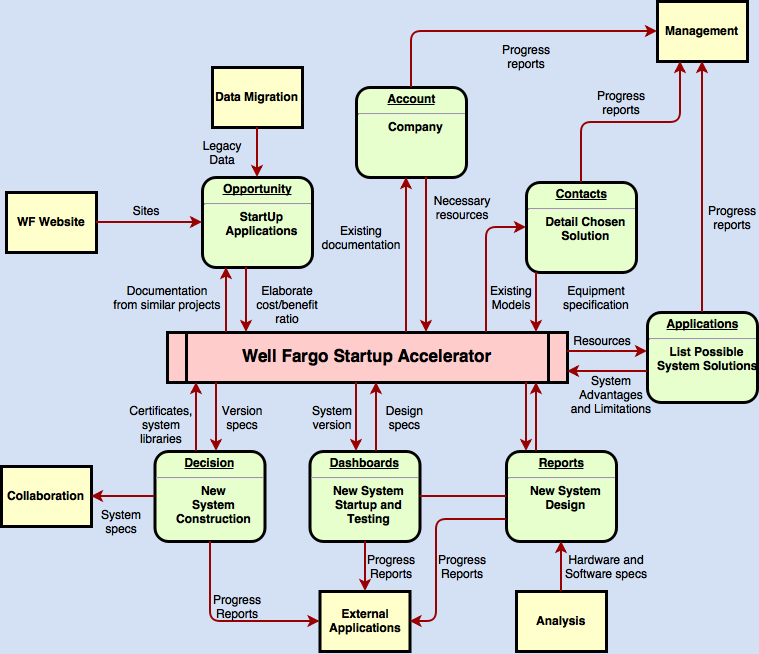 Management
Progress
reports
Data Migration
Account
Company
Progress
reports
Legacy
Data
Opportunity
StartUp
Applications
Contacts
Detail Chosen
Solution
WF Website
Sites
Existing
documentation
Necessary
resources
Progress
reports
Documentation
from similar projects
Elaborate
cost/benefit
ratio
Existing
Models
Equipment
specification
Applications
List Possible
System Solutions
Well Fargo Startup Accelerator
Resources
System
Advantages
and Limitations
Certificates,
system
libraries
Version
specs
System
version
Design
specs
Decision
New
System
Construction
Dashboards
New System
Startup and
Testing
Reports
New System
Design
Collaboration
System
specs
Progress
Reports
Progress
Reports
Hardware and
Software specs
Progress
Reports
External
Applications
Analysis